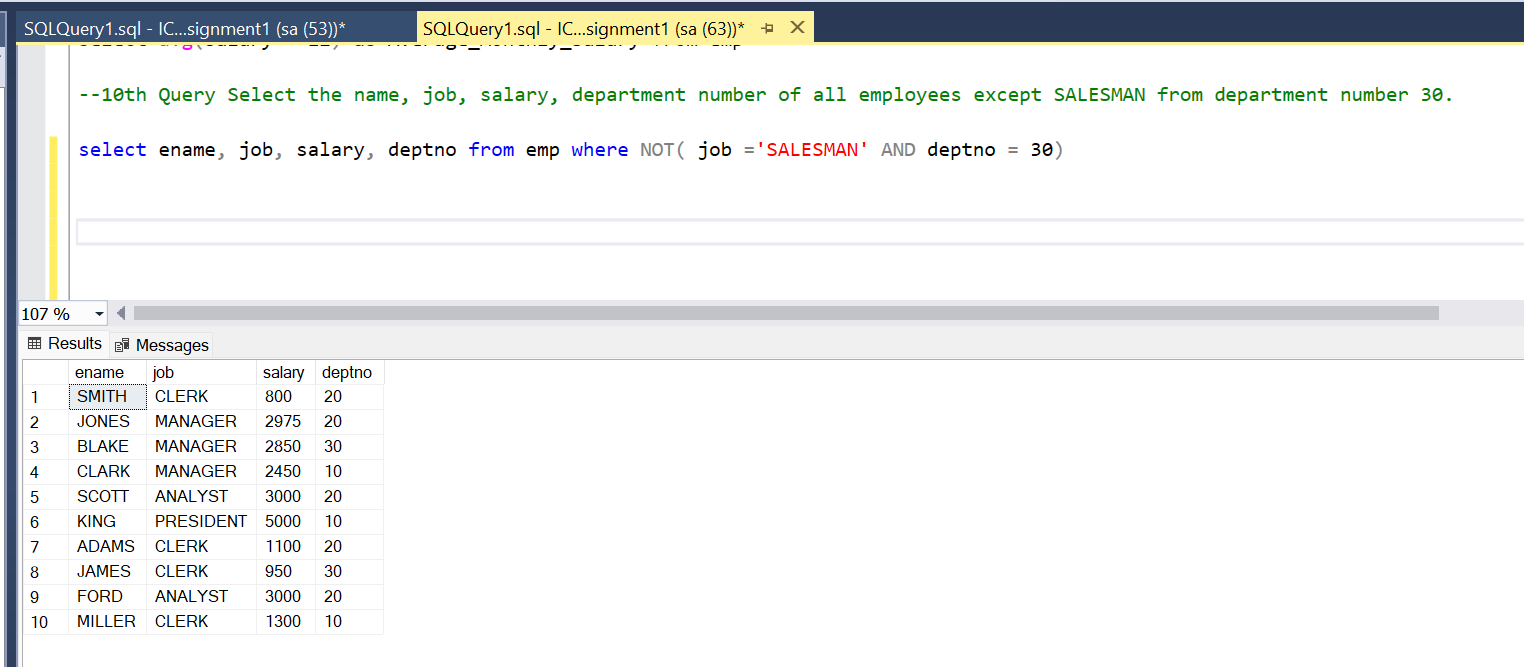 SQLQuery1.sql - IC...signment1 (sa (53))* SQLQuery1.sql - IC...signment1 (sa (63))*
--10th Query Select the name, job, salary, department number of all employees except SALESMAN from department number 30.
select ename, job, salary, deptno from emp where NOT( job ='SALESMAN' AND deptno = 30)
107 %
Results Messages
ename job salary deptno
1 SMITH CLERK 800 20
2 JONES MANAGER 2975 20
3 BLAKE MANAGER 2850 30
4 CLARK MANAGER 2450 10
5 SCOTT ANALYST 3000 20
6 KING PRESIDENT 5000 10
7 ADAMS CLERK 1100 20
8 JAMES CLERK 950 30
9 FORD ANALYST 3000 20
10 MILLER CLERK 1300 10